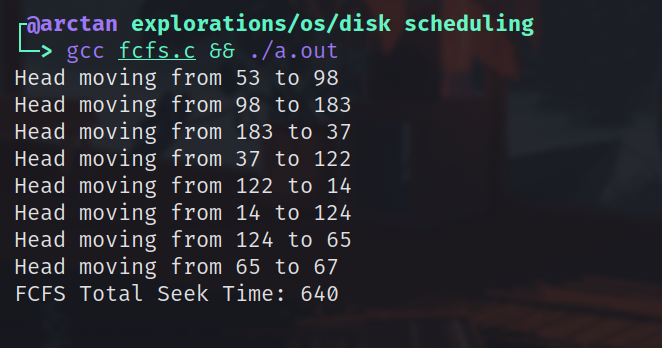 @arctan explorations/os/disk scheduling
> gcc fcfs.c && ./a.out
Head moving from 53 to 98
Head moving from 98 to 183
Head moving from 183 to 37
Head moving from 37 to 122
Head moving from 122 to 14
Head moving from 14 to 124
Head moving from 124 to 65
Head moving from 65 to 67
FCFS Total Seek Time: 640